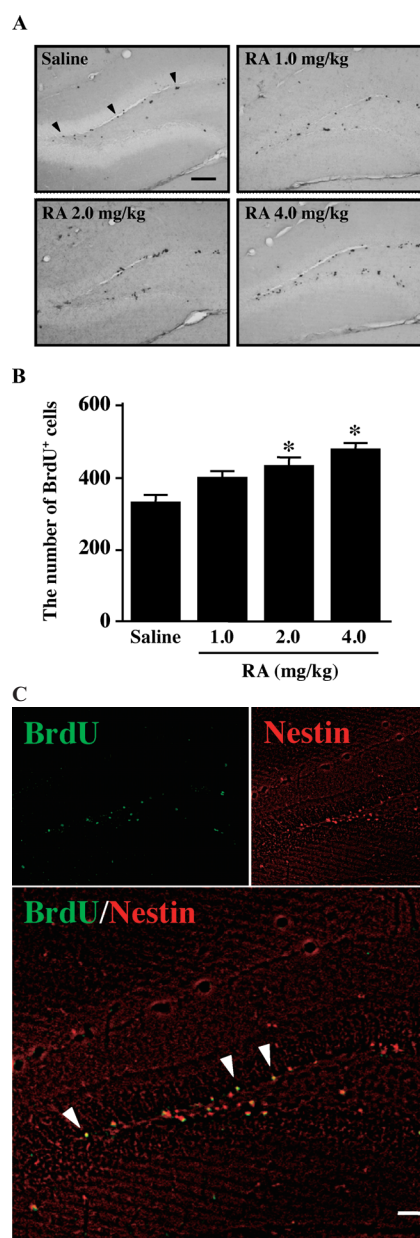 A
Saline
RA 1.0 mg/kg
RA 2.0 mg/kg
RA 4.0 mg/kg
B
The number of BrdU⁺ cells
600
400
200
0
*
*
Saline
1.0
2.0
4.0
RA (mg/kg)
C
BrdU
Nestin
BrdU/Nestin